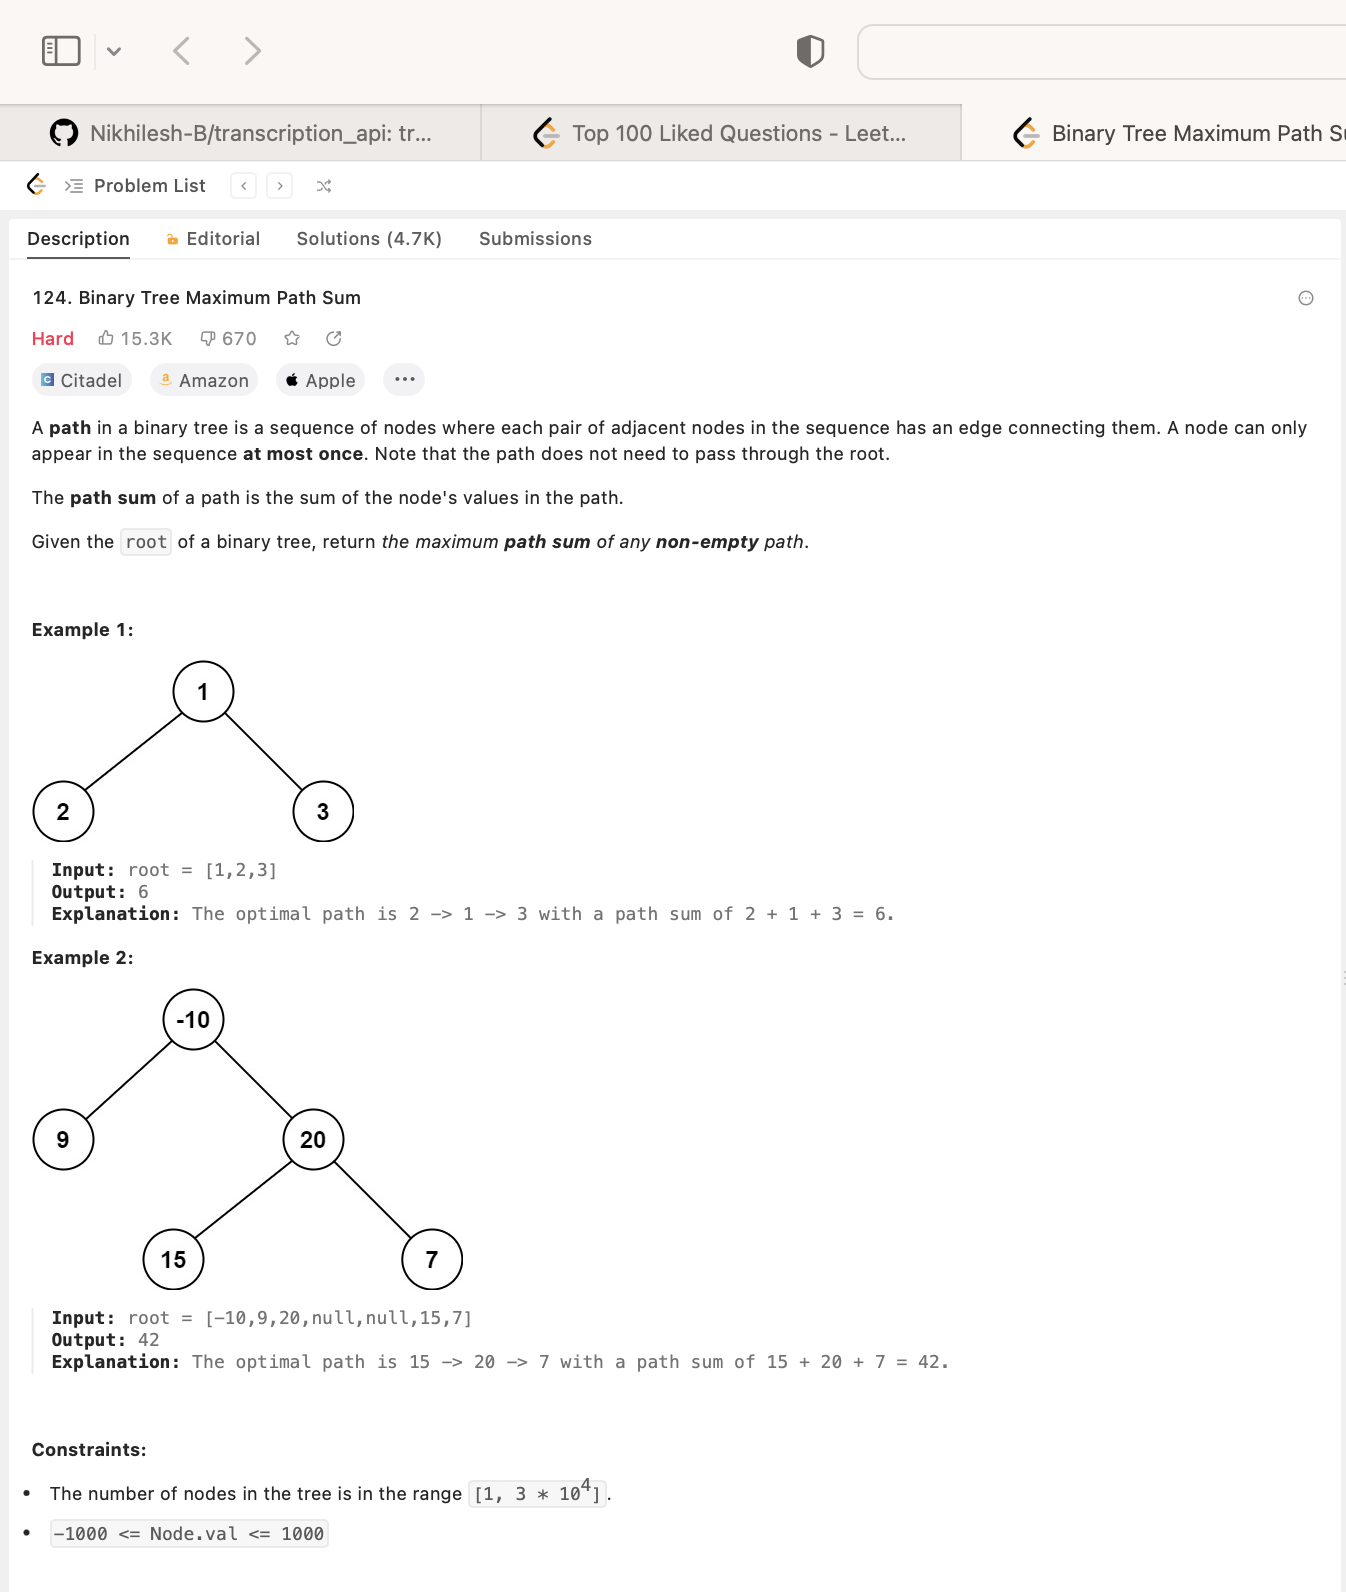 Nikhilesh-B/transcription_api: tr...
Top 100 Liked Questions - Leet...
Binary Tree Maximum Path S
Problem List
Description
Editorial
Solutions (4.7K)
Submissions
124. Binary Tree Maximum Path Sum
Hard
15.3K
670
Citadel
Amazon
Apple
A path in a binary tree is a sequence of nodes where each pair of adjacent nodes in the sequence has an edge connecting them. A node can only
appear in the sequence at most once. Note that the path does not need to pass through the root.
The path sum of a path is the sum of the node's values in the path.
Given the root of a binary tree, return the maximum path sum of any non-empty path.
Example 1:
1
2
3
Input: root = [1,2,3]
Output: 6
Explanation: The optimal path is 2 -> 1 -> 3 with a path sum of 2 + 1 + 3 = 6.
Example 2:
-10
9
20
15
7
Input: root = [-10,9,20,null,null,15,7]
Output: 42
Explanation: The optimal path is 15 -> 20 -> 7 with a path sum of 15 + 20 + 7 = 42.
Constraints:
• The number of nodes in the tree is in the range [1, 3 * 10⁴].
• -1000 <= Node.val <= 1000